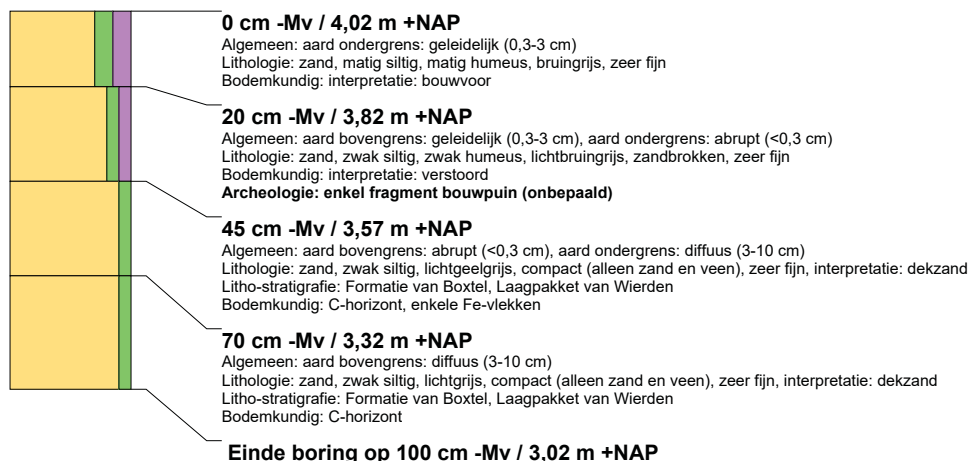 0 cm -Mv / 4,02 m +NAP
Algemeen: aard ondergrens: geleidelijk (0,3-3 cm)
Lithologie: zand, matig siltig, matig humeus, bruingrijs, zeer fijn
Bodemkundig: interpretatie: bouwvoor
20 cm -Mv / 3,82 m +NAP
Algemeen: aard bovengrens: geleidelijk (0,3-3 cm), aard ondergrens: abrupt (<0,3 cm)
Lithologie: zand, zwak siltig, zwak humeus, lichtbruingrijs, zandbrokken, zeer fijn
Bodemkundig: interpretatie: verstoord
Archeologie: enkel fragment bouwpuin (onbepaald)
45 cm -Mv / 3,57 m +NAP
Algemeen: aard bovengrens: abrupt (<0,3 cm), aard ondergrens: diffuus (3-10 cm)
Lithologie: zand, zwak siltig, lichtgeelgrijs, compact (alleen zand en veen), zeer fijn, interpretatie: dekzand
Litho-stratigrafie: Formatie van Boxtel, Laagpakket van Wierden
Bodemkundig: C-horizont, enkele Fe-vlekken
70 cm -Mv / 3,32 m +NAP
Algemeen: aard bovengrens: diffuus (3-10 cm)
Lithologie: zand, zwak siltig, lichtgrijs, compact (alleen zand en veen), zeer fijn, interpretatie: dekzand
Litho-stratigrafie: Formatie van Boxtel, Laagpakket van Wierden
Bodemkundig: C-horizont
Einde boring op 100 cm -Mv / 3,02 m +NAP